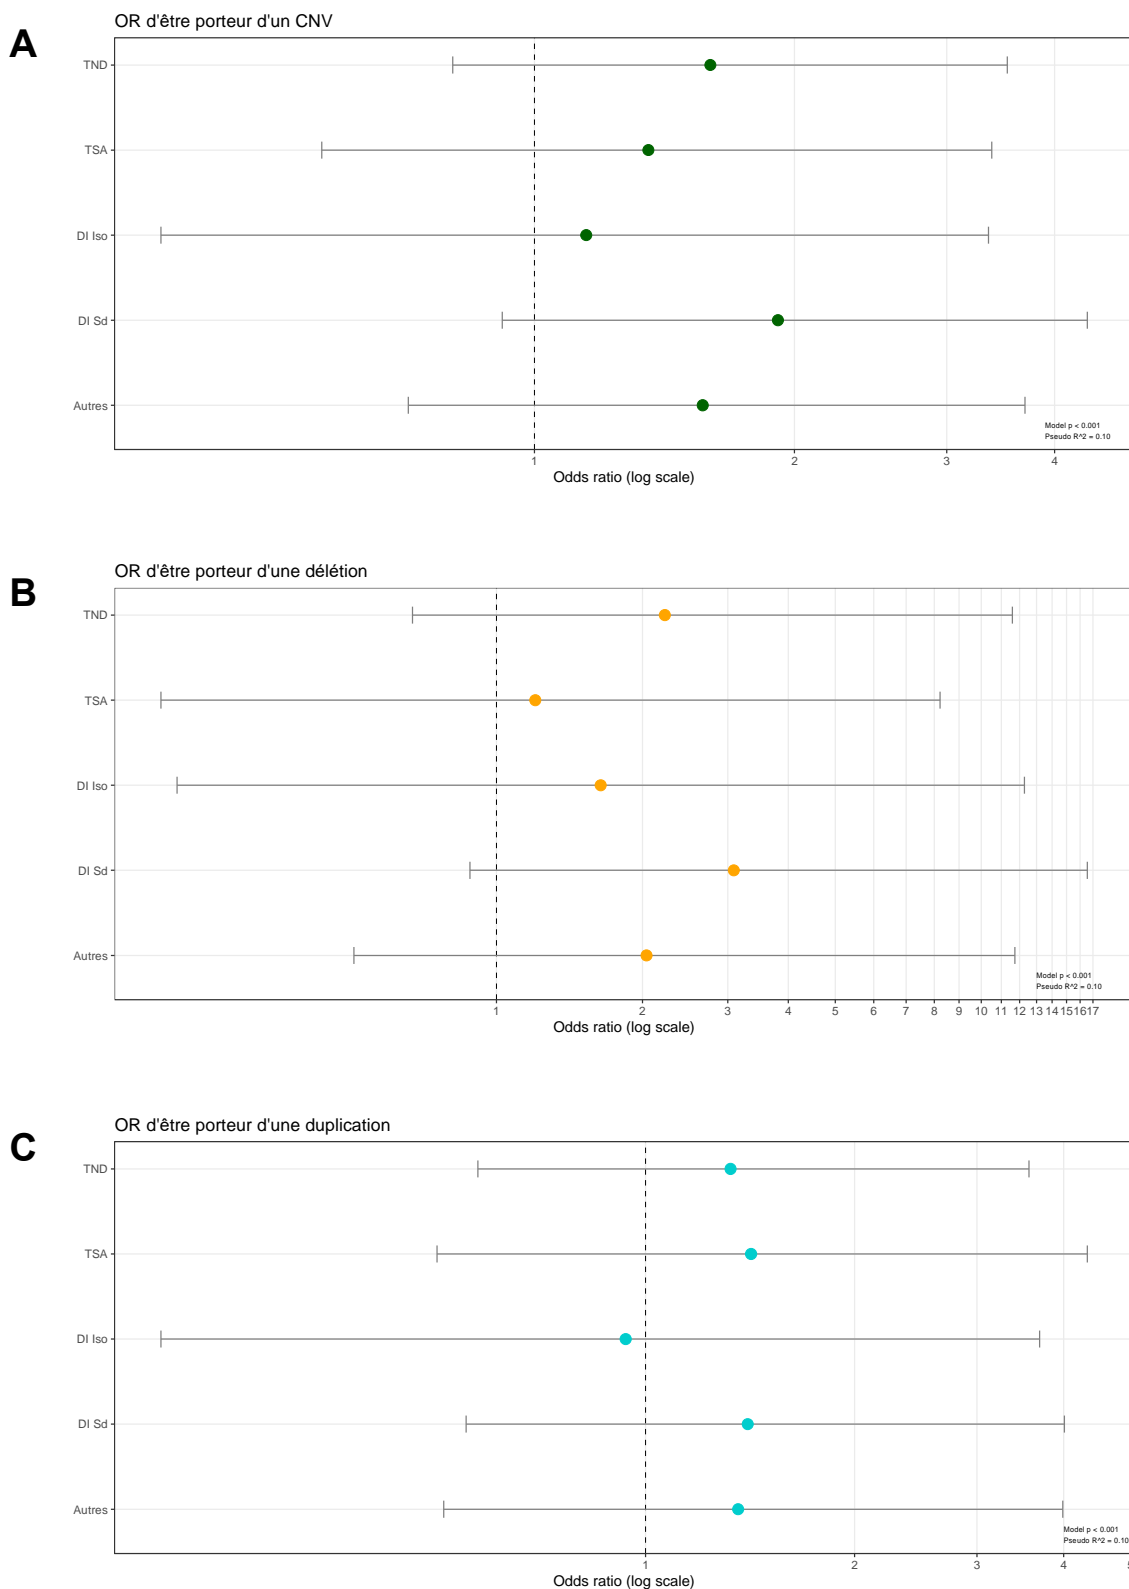 A
OR d'être porteur d'un CNV
TND
TSA
DI Iso
DI Sd
Autres
Model p < 0.001
Pseudo R^2 = 0.10
1 2 3 4
Odds ratio (log scale)
B
OR d'être porteur d'une délétion
TND
TSA
DI Iso
DI Sd
Autres
Model p < 0.001
Pseudo R^2 = 0.10
1 2 3 4 5 6 7 8 9 10 11 12 13 14 15 16 17
Odds ratio (log scale)
C
OR d'être porteur d'une duplication
TND
TSA
DI Iso
DI Sd
Autres
Model p < 0.001
Pseudo R^2 = 0.10
1 2 3 4 5
Odds ratio (log scale)